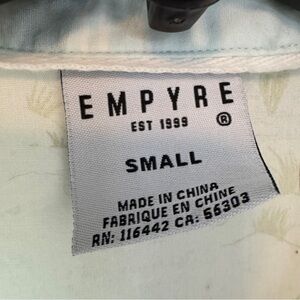 EMPYRE
EST 1999 ®
SMALL
MADE IN CHINA
FABRIQUE EN CHINE
RN: 116442 CA: 56303